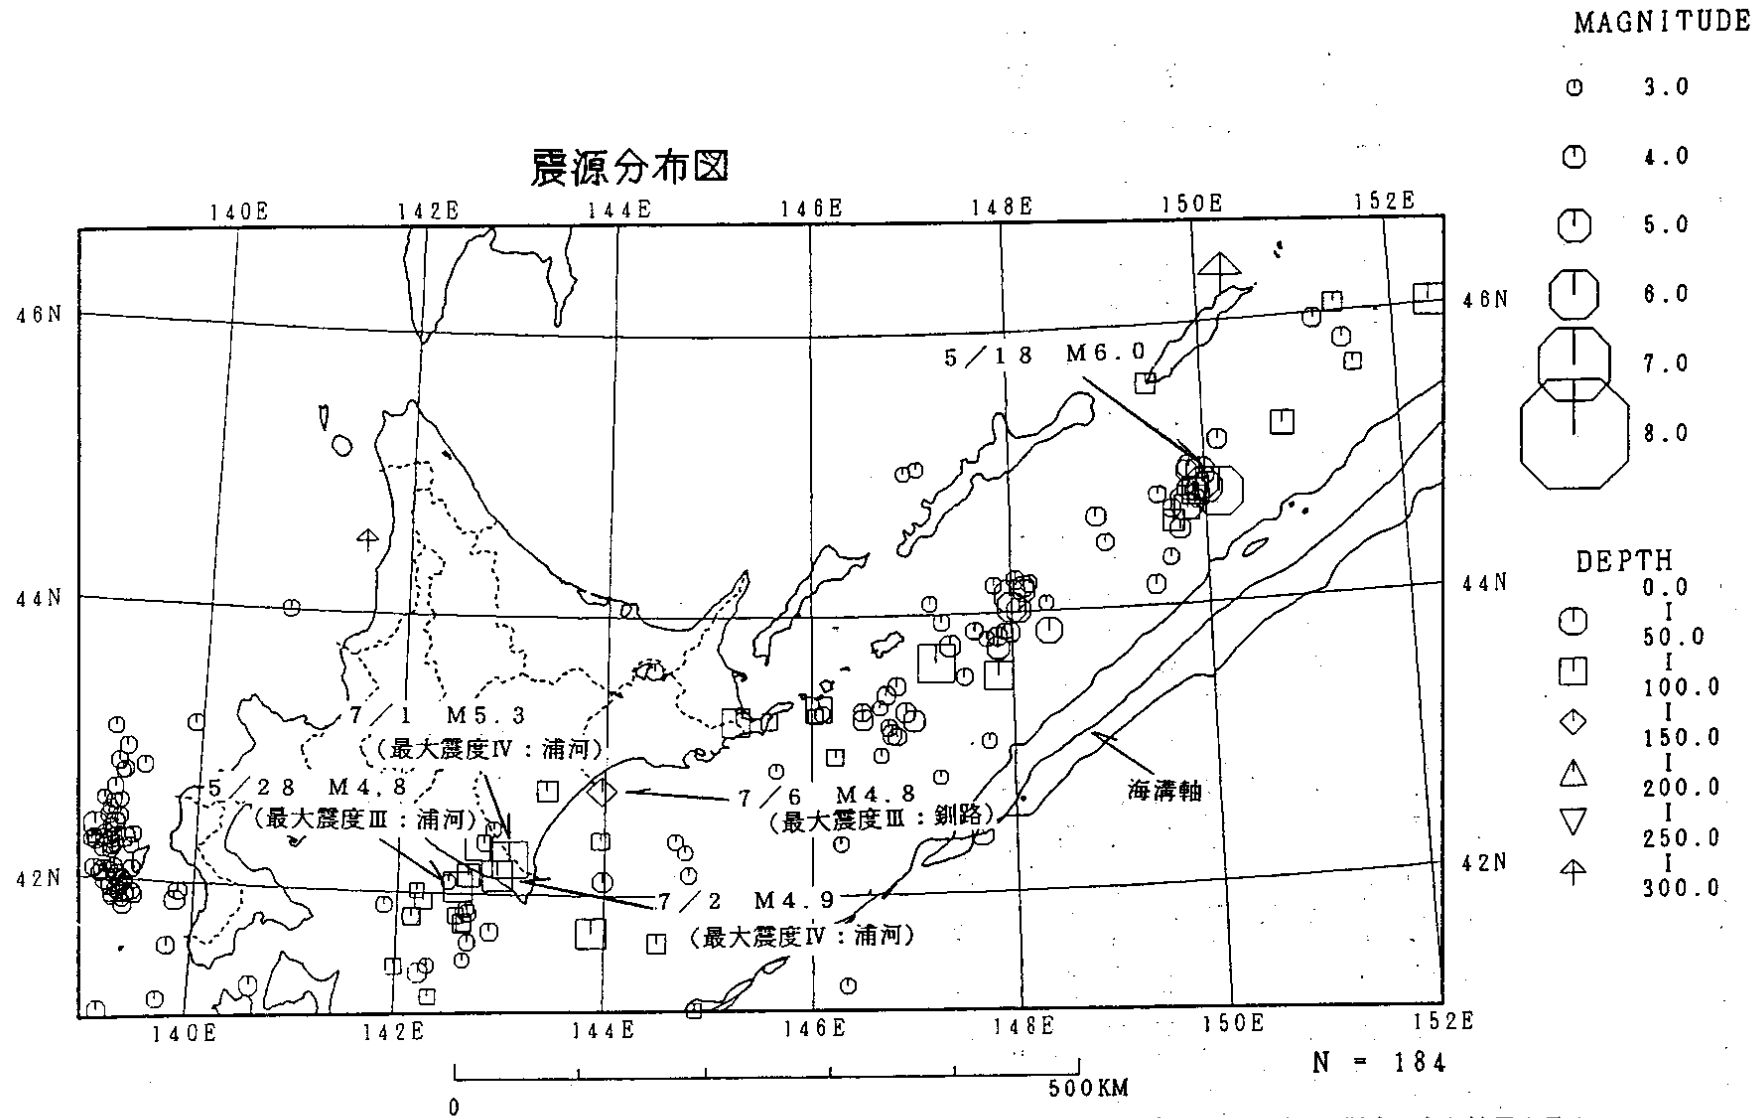 震源分布図
140E 142E 144E 146E 148E 150E 152E
46N 46N
5/18 M6.0
44N 44N
7/1 M5.3
(最大震度Ⅳ:浦河)
5/28 M4.8
(最大震度Ⅲ:浦河)
7/6 M4.8
(最大震度Ⅲ:釧路)
海溝軸
42N 42N
7/2 M4.9
(最大震度Ⅳ:浦河)
140E 142E 144E 146E 148E 150E 152E
N = 184
0 500KM
MAGNITUDE
3.0
4.0
5.0
6.0
7.0
8.0
DEPTH
0.0
I
50.0
I
100.0
I
150.0
I
200.0
I
250.0
I
300.0